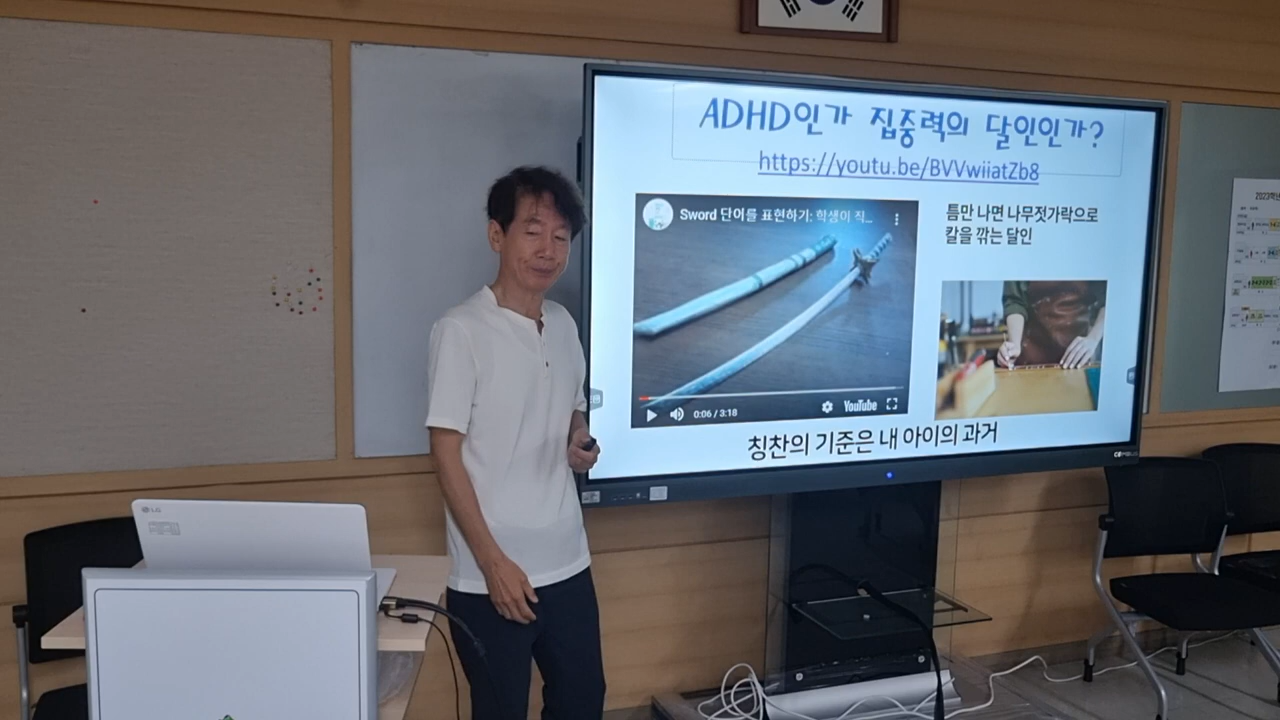 ADHD인가 집중력의 달인인가?
https://youtu.be/BVVwiiatZb8
Sword 단어를 표현하기: 학생이 직...
틈만 나면 나무젓가락으로
칼을 깎는 달인
0:06 / 3:18
YouTube
칭찬의 기준은 내 아이의 과거
LG